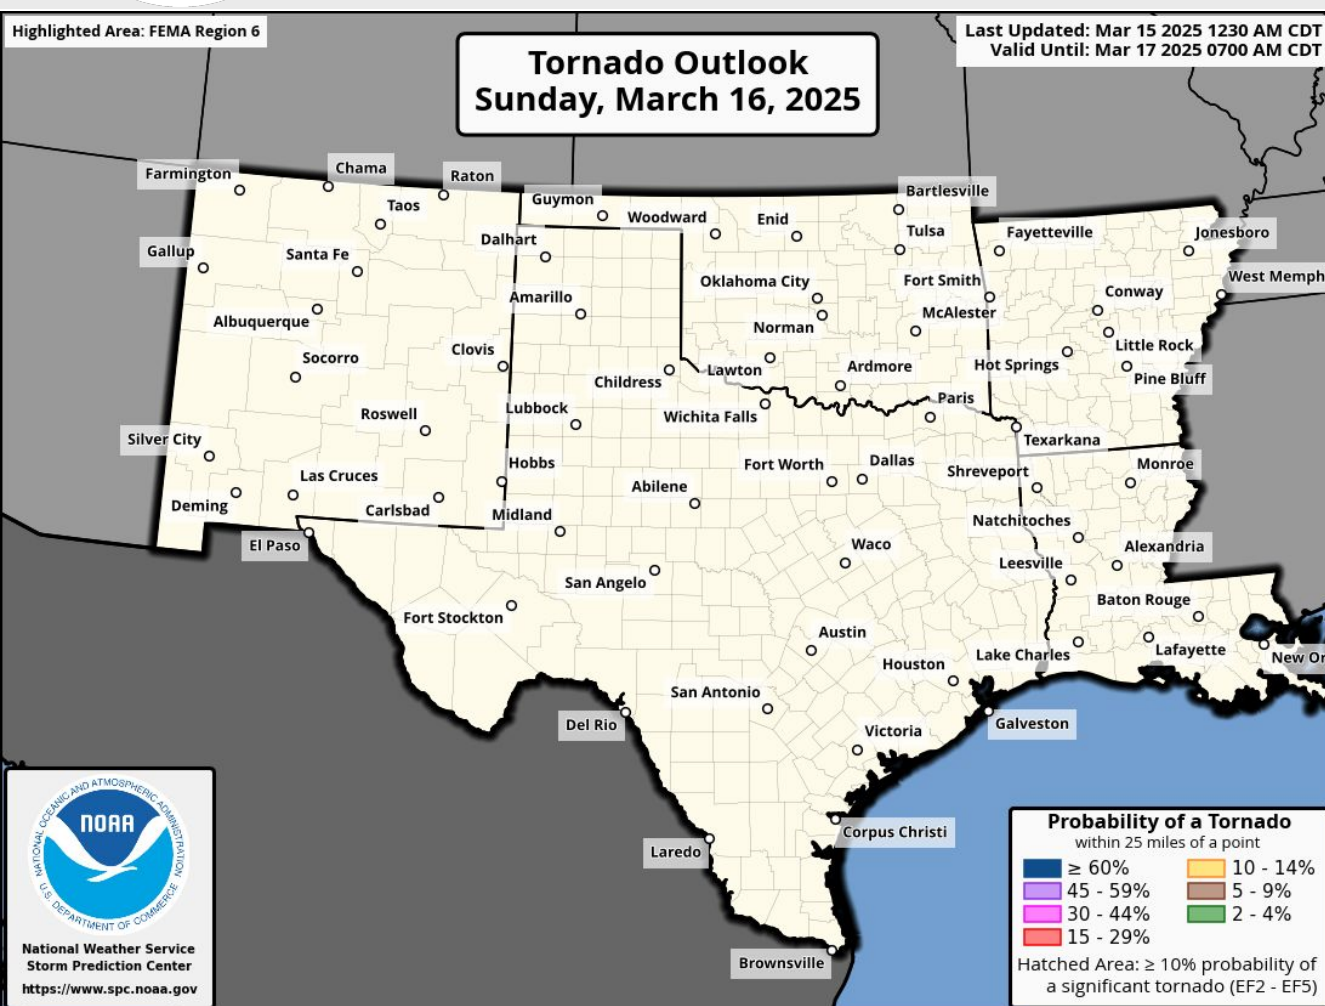 Highlighted Area: FEMA Region 6
Last Updated: Mar 15 2025 1230 AM CDT
Valid Until: Mar 17 2025 0700 AM CDT
Tornado Outlook
Sunday, March 16, 2025
Farmington
Chama
Raton
Taos
Guymon
Woodward
Enid
Bartlesville
Tulsa
Fayetteville
Jonesboro
Gallup
Santa Fe
Dalhart
Oklahoma City
Fort Smith
West Memph
Amarillo
Conway
Albuquerque
Norman
McAlester
Little Rock
Socorro
Clovis
Childress
Lawton
Ardmore
Hot Springs
Pine Bluff
Roswell
Lubbock
Wichita Falls
Paris
Texarkana
Silver City
Las Cruces
Hobbs
Fort Worth
Dallas
Shreveport
Monroe
Deming
Carlsbad
Abilene
Midland
Natchitoches
El Paso
Waco
Alexandria
San Angelo
Leesville
Fort Stockton
Baton Rouge
Austin
Houston
Lake Charles
Lafayette
New Or
San Antonio
Del Rio
Victoria
Galveston
Corpus Christi
Laredo
Brownsville
NATIONAL OCEANIC AND ATMOSPHERIC ADMINISTRATION
NOAA
U.S. DEPARTMENT OF COMMERCE
National Weather Service
Storm Prediction Center
https://www.spc.noaa.gov
Probability of a Tornado
within 25 miles of a point
≥ 60%
45 - 59%
30 - 44%
15 - 29%
10 - 14%
5 - 9%
2 - 4%
Hatched Area: ≥ 10% probability of
a significant tornado (EF2 - EF5)